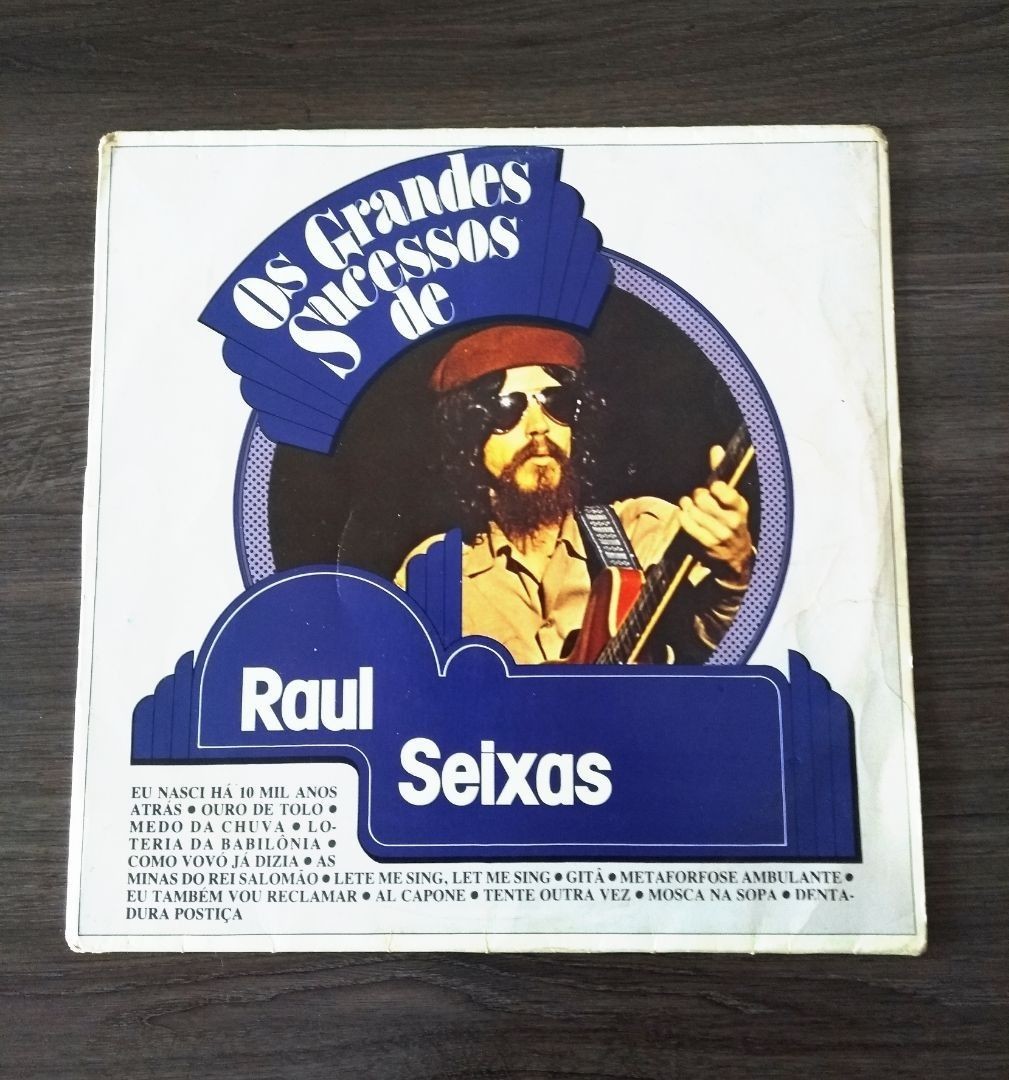 Os Grandes
Sucessos
de
Raul
Seixas
EU NASCI HÁ 10 MIL ANOS
ATRÁS • OURO DE TOLO •
MEDO DA CHUVA • LO-
TERIA DA BABILÔNIA •
COMO VOVÓ JÁ DIZIA • AS
MINAS DO REI SALOMÃO • LETE ME SING, LET ME SING • GITÀ • METAFORFOSE AMBULANTE •
EU TAMBÉM VOU RECLAMAR • AL CAPONE • TENTE OUTRA VEZ • MOSCA NA SOPA • DENTA-
DURA POSTIÇA